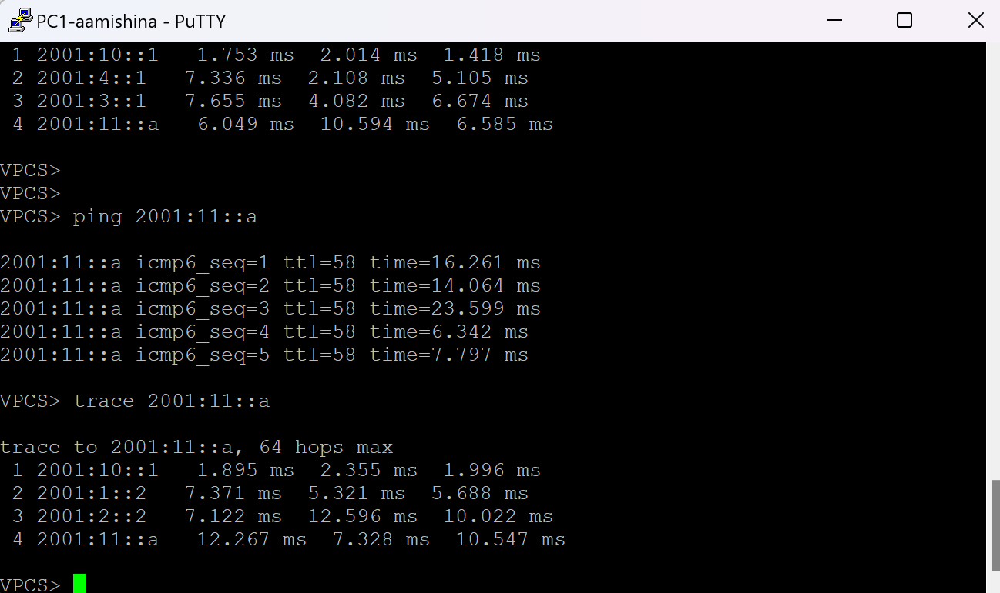 PC1-aamishina - PuTTY
 1 2001:10::1   1.753 ms  2.014 ms  1.418 ms
 2 2001:4::1   7.336 ms  2.108 ms  5.105 ms
 3 2001:3::1   7.655 ms  4.082 ms  6.674 ms
 4 2001:11::a   6.049 ms  10.594 ms  6.585 ms
VPCS>
VPCS>
VPCS> ping 2001:11::a
2001:11::a icmp6_seq=1 ttl=58 time=16.261 ms
2001:11::a icmp6_seq=2 ttl=58 time=14.064 ms
2001:11::a icmp6_seq=3 ttl=58 time=23.599 ms
2001:11::a icmp6_seq=4 ttl=58 time=6.342 ms
2001:11::a icmp6_seq=5 ttl=58 time=7.797 ms
VPCS> trace 2001:11::a
trace to 2001:11::a, 64 hops max
 1 2001:10::1   1.895 ms  2.355 ms  1.996 ms
 2 2001:1::2   7.371 ms  5.321 ms  5.688 ms
 3 2001:2::2   7.122 ms  12.596 ms  10.022 ms
 4 2001:11::a   12.267 ms  7.328 ms  10.547 ms
VPCS>